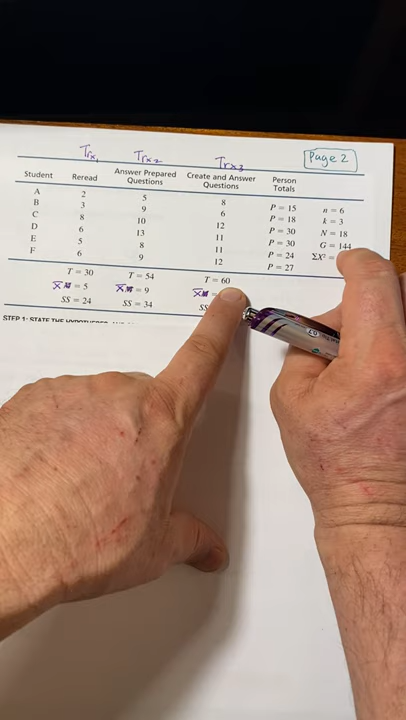 Trx1 Trx2 Trx3 Page 2
Student Reread Answer Prepared Questions Create and Answer Questions Person Totals
A 2 5 8 P = 15 n = 6
B 3 9 6 P = 18 k = 3
C 8 10 12 P = 30 N = 18
D 6 13 11 P = 30 G = 144
E 5 8 11 P = 24 ΣX² =
F 6 9 12 P = 27
T = 30 T = 54 T = 60
X̄ = 5 X̄ = 9 X̄ =
SS = 24 SS = 34 SS
STEP 1: STATE THE HYPOTHESES
0.7